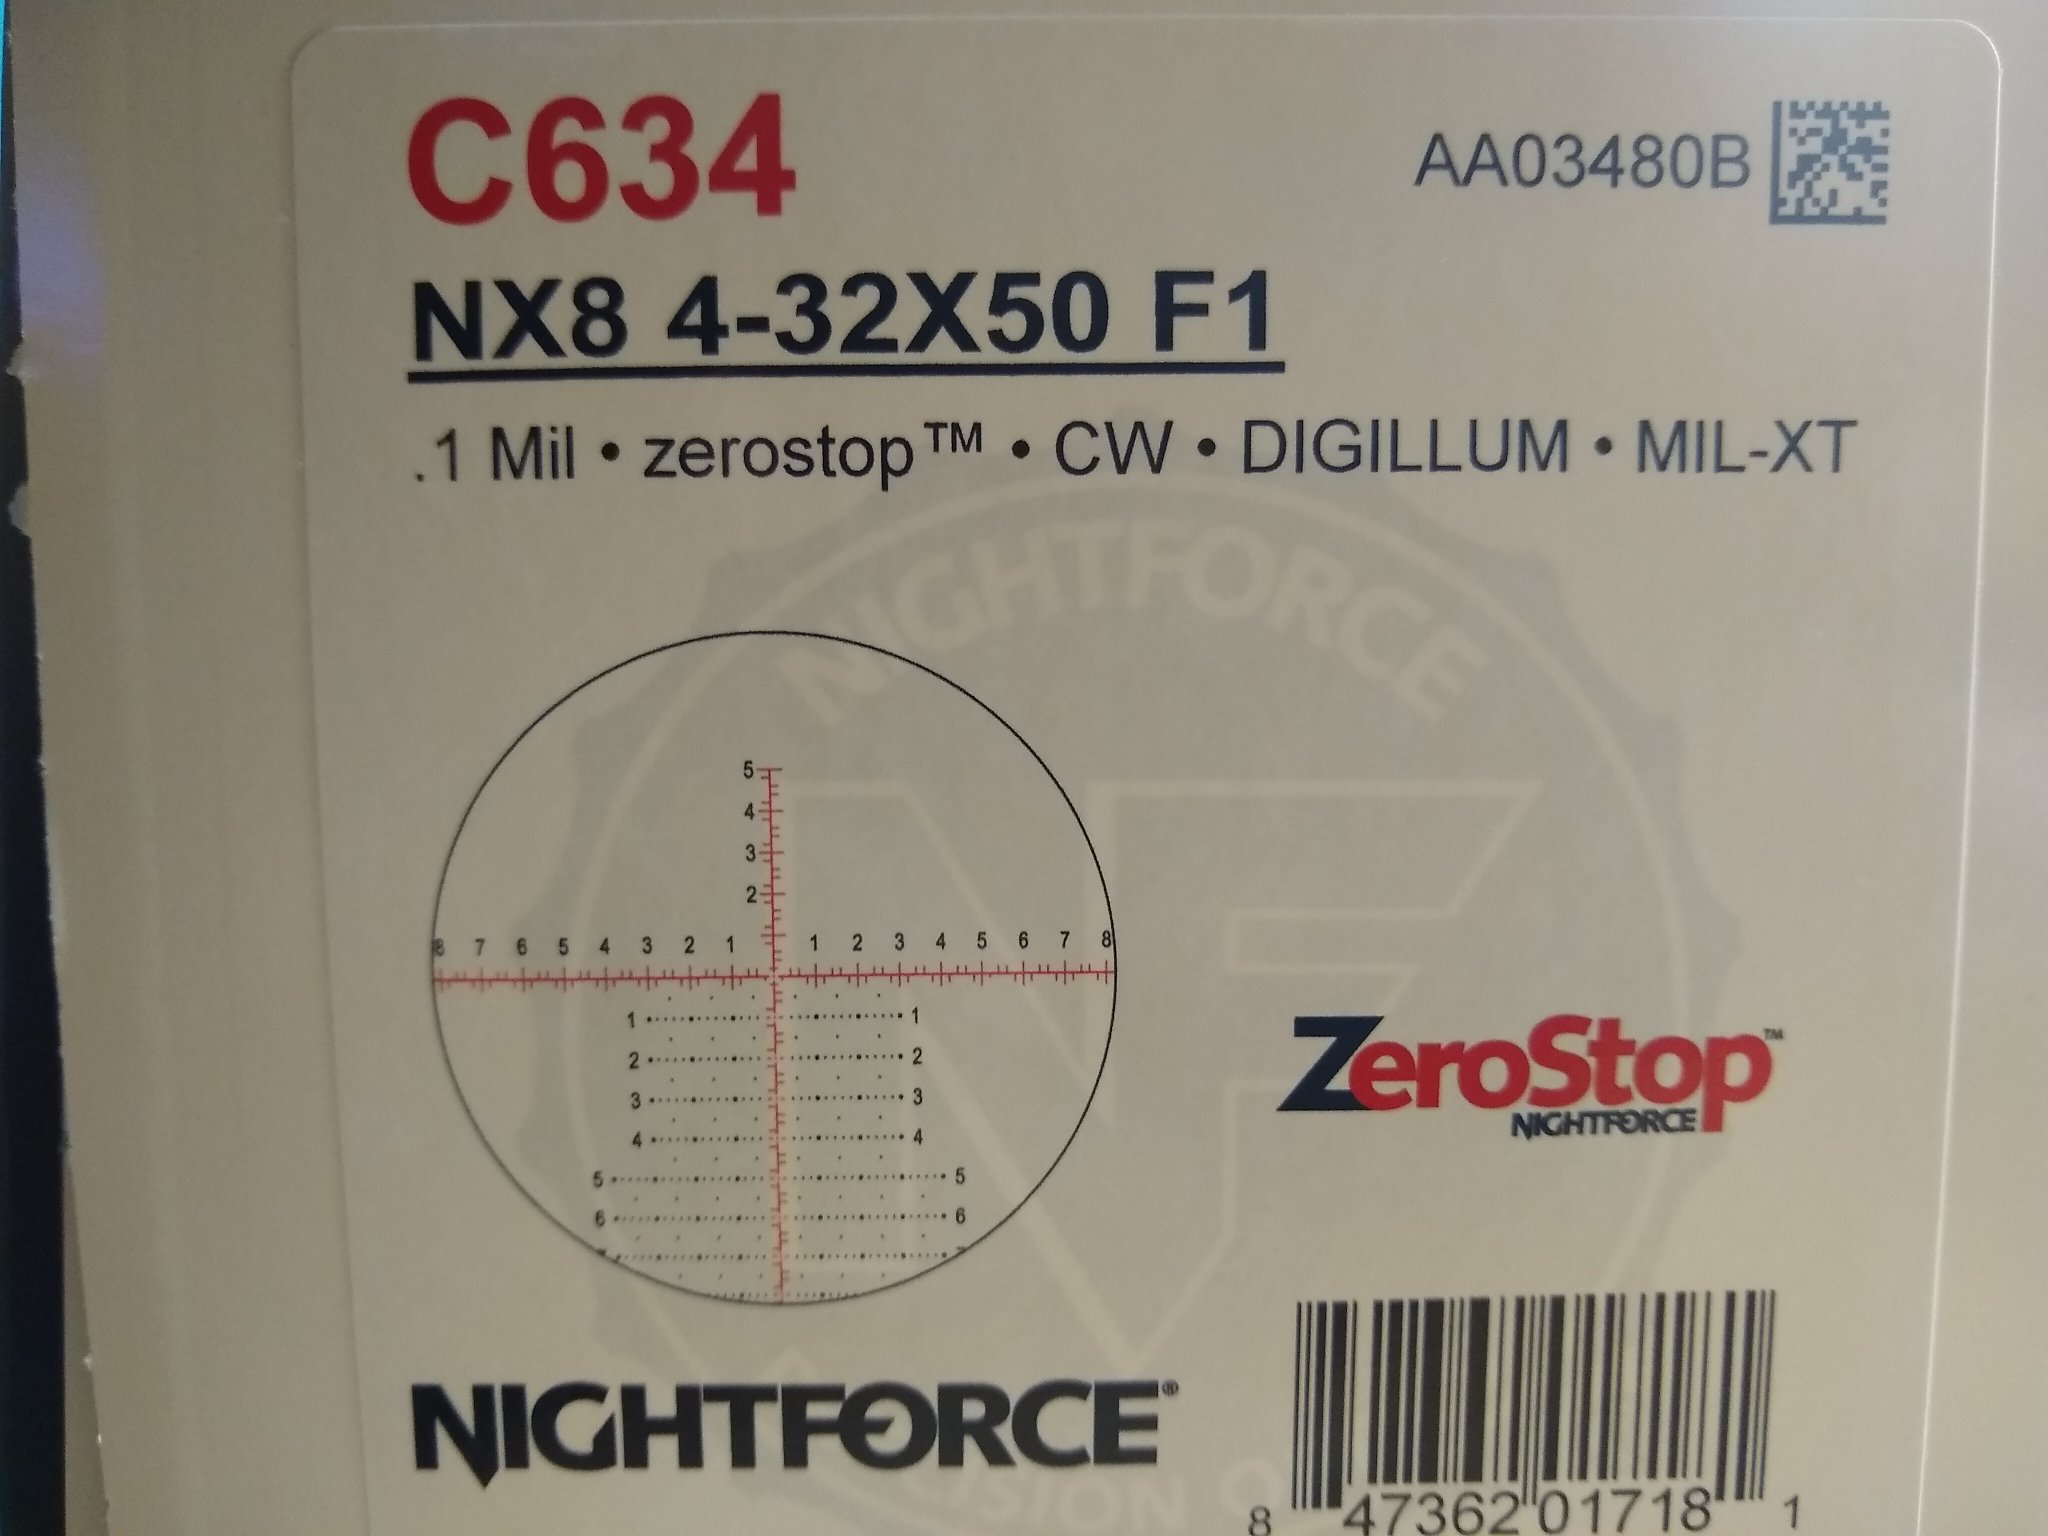 C634
AA03480B
NX8 4-32X50 F1
.1 Mil • zerostop™ • CW • DIGILLUM • MIL-XT
NIGHTFORCE
5
4
3
2
8 7 6 5 4 3 2 1 1 2 3 4 5 6 7 8
1 1
2 2
3 3
4 4
5 5
6 6
ZeroStop™
NIGHTFORCE
NF
NIGHTFORCE®
8 47362 01718 1